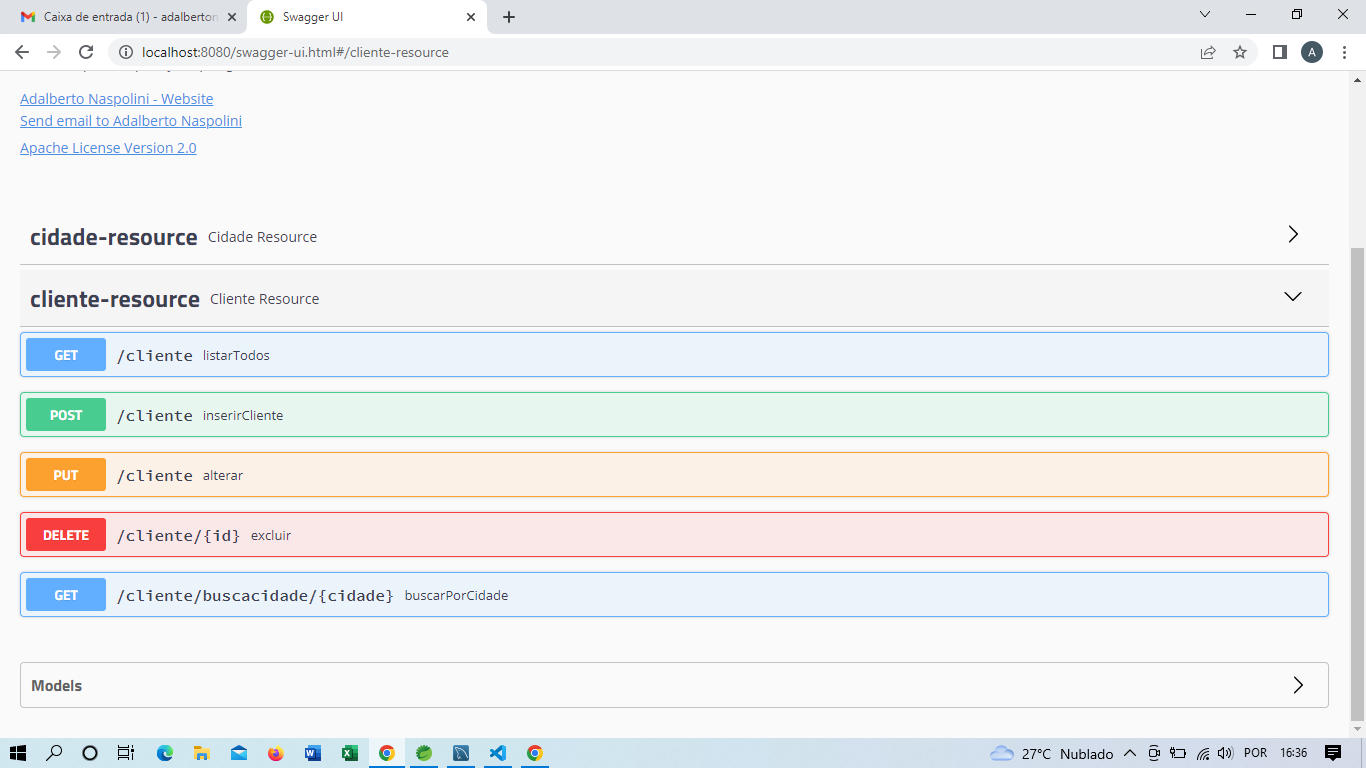 Caixa de entrada (1) - adalberton
Swagger UI
localhost:8080/swagger-ui.html#/cliente-resource
A
Adalberto Naspolini - Website
Send email to Adalberto Naspolini
Apache License Version 2.0
cidade-resource Cidade Resource
cliente-resource Cliente Resource
GET /cliente listarTodos
POST /cliente inserirCliente
PUT /cliente alterar
DELETE /cliente/{id} excluir
GET /cliente/buscacidade/{cidade} buscarPorCidade
Models
27°C Nublado POR 16:36